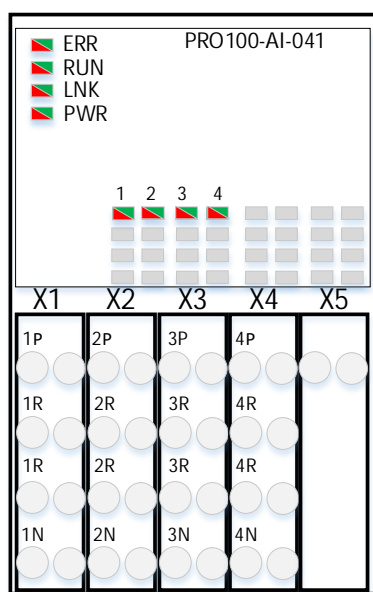 ERR PRO100-AI-041
RUN
LNK
PWR
1 2 3 4
X1 X2 X3 X4 X5
1P 2P 3P 4P
1R 2R 3R 4R
1R 2R 3R 4R
1N 2N 3N 4N